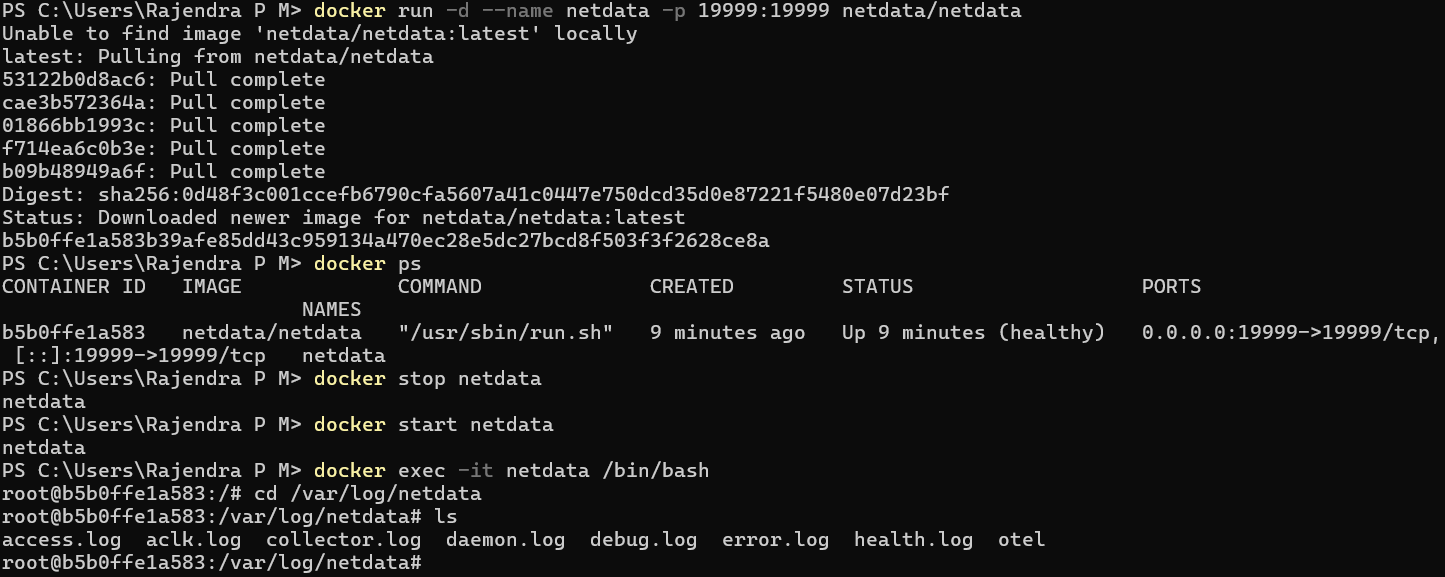 PS C:\Users\Rajendra P M> docker run -d --name netdata -p 19999:19999 netdata/netdata
Unable to find image 'netdata/netdata:latest' locally
latest: Pulling from netdata/netdata
53122b0d8ac6: Pull complete
cae3b572364a: Pull complete
01866bb1993c: Pull complete
f714ea6c0b3e: Pull complete
b09b48949a6f: Pull complete
Digest: sha256:0d48f3c001ccefb6790cfa5607a41c0447e750dcd35d0e87221f5480e07d23bf
Status: Downloaded newer image for netdata/netdata:latest
b5b0ffe1a583b39afe85dd43c959134a470ec28e5dc27bcd8f503f3f2628ce8a
PS C:\Users\Rajendra P M> docker ps
CONTAINER ID   IMAGE             COMMAND              CREATED         STATUS                   PORTS
                         NAMES
b5b0ffe1a583   netdata/netdata   "/usr/sbin/run.sh"   9 minutes ago   Up 9 minutes (healthy)   0.0.0.0:19999->19999/tcp,
 [::]:19999->19999/tcp   netdata
PS C:\Users\Rajendra P M> docker stop netdata
netdata
PS C:\Users\Rajendra P M> docker start netdata
netdata
PS C:\Users\Rajendra P M> docker exec -it netdata /bin/bash
root@b5b0ffe1a583:/# cd /var/log/netdata
root@b5b0ffe1a583:/var/log/netdata# ls
access.log  aclk.log  collector.log  daemon.log  debug.log  error.log  health.log  otel
root@b5b0ffe1a583:/var/log/netdata#